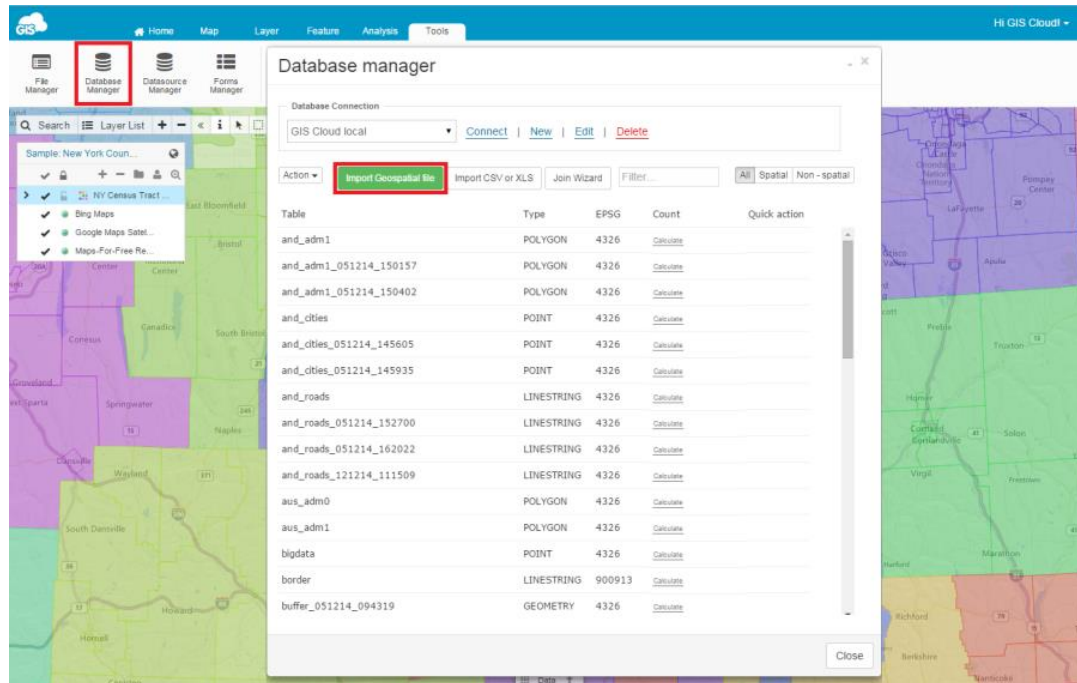 GIS
Home Map Layer Feature Analysis Tools
Hi GIS Cloud!
File Manager
Database Manager
Datasource Manager
Forms Manager
Search Layer List
Sample: New York Coun...
NY Census Tract ...
Bing Maps
Google Maps Satel...
Maps-For-Free Re...
Database manager
Database Connection
GIS Cloud local Connect | New | Edit | Delete
Action Import Geospatial file Import CSV or XLS Join Wizard Filter... All Spatial Non - spatial
Table Type EPSG Count Quick action
and_adm1 POLYGON 4326 Calculate
and_adm1_051214_150157 POLYGON 4326 Calculate
and_adm1_051214_150402 POLYGON 4326 Calculate
and_cities POINT 4326 Calculate
and_cities_051214_145605 POINT 4326 Calculate
and_cities_051214_145935 POINT 4326 Calculate
and_roads LINESTRING 4326 Calculate
and_roads_051214_152700 LINESTRING 4326 Calculate
and_roads_051214_162022 LINESTRING 4326 Calculate
and_roads_121214_111509 LINESTRING 4326 Calculate
aus_adm0 POLYGON 4326 Calculate
aus_adm1 POLYGON 4326 Calculate
bigdata POINT 4326 Calculate
border LINESTRING 900913 Calculate
buffer_051214_094319 GEOMETRY 4326 Calculate
Close
East Bloomfield
Bristol
Center
Center
Canadice
South Bristol
Conesus
Groveland
Springwater
Naples
Wayland
South Dansville
Howard
Hornell
Pompey Center
LaFayette
Apulia
Preble
Truxton
Homer
Cortland
Solon
Virgil
Freetown
Marathon
Harford
Richford
Berkshire
Nanticoke
Data